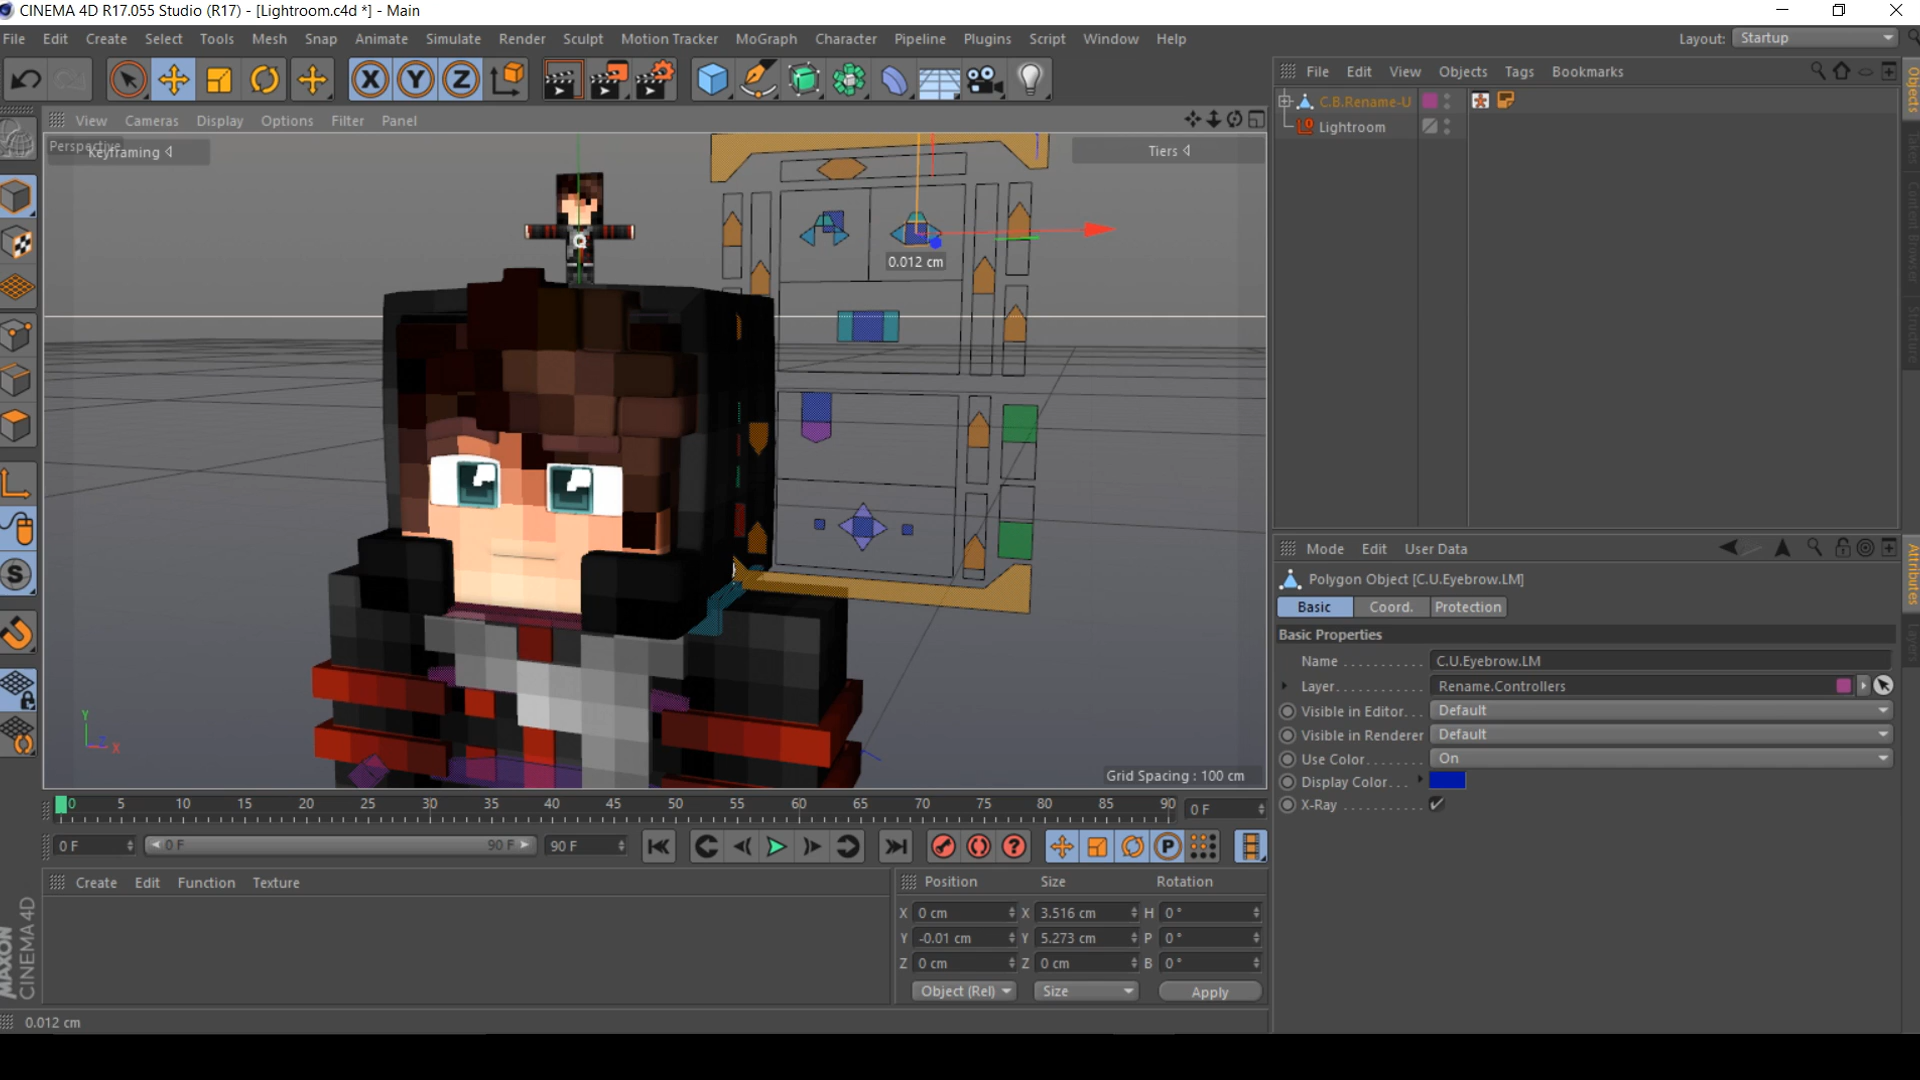 CINEMA 4D R17.055 Studio (R17) - [Lightroom.c4d *] - Main
File Edit Create Select Tools Mesh Snap Animate Simulate Render Sculpt Motion Tracker MoGraph Character Pipeline Plugins Script Window Help
Layout: Startup
X Y Z
File Edit View Objects Tags Bookmarks
C.B.Rename-U
Lightroom
Objects
Takes
Content Browser
Structure
View Cameras Display Options Filter Panel
Perspective
Keyframing
Tiers
0.012 cm
Y
Z X
Grid Spacing : 100 cm
S
Mode Edit User Data
Polygon Object [C.U.Eyebrow.LM]
Basic Coord. Protection
Basic Properties
Name . . . . . . . . . . . C.U.Eyebrow.LM
Layer. . . . . . . . . . . . Rename.Controllers
Visible in Editor. . . Default
Visible in Renderer Default
Use Color. . . . . . . . On
Display Color. . .
X-Ray . . . . . . . . . . .
Attributes
Layers
0 5 10 15 20 25 30 35 40 45 50 55 60 65 70 75 80 85 90 0 F
0 F 0 F 90 F 90 F
? P
Create Edit Function Texture
Position Size Rotation
X 0 cm X 3.516 cm H 0 °
Y -0.01 cm Y 5.273 cm P 0 °
Z 0 cm Z 0 cm B 0 °
Object (Rel) Size Apply
MAXON
CINEMA 4D
0.012 cm